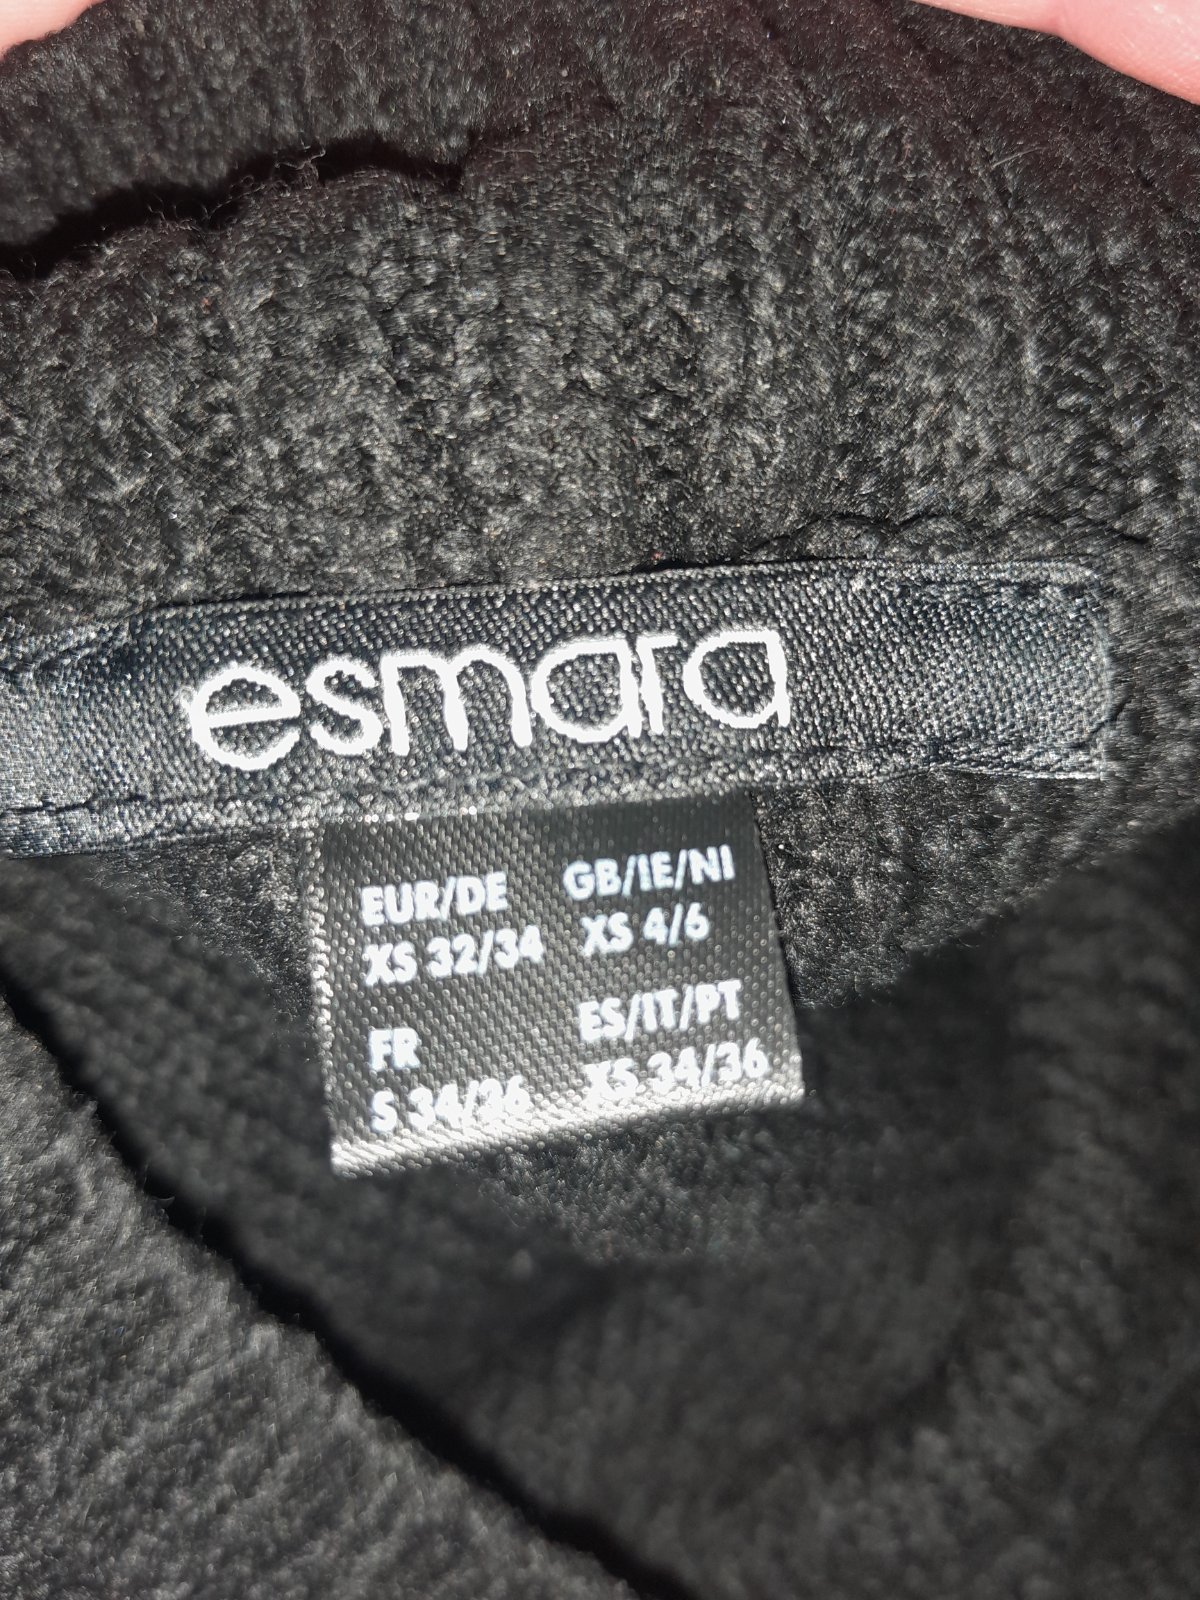 esmara
EUR/DE GB/IE/NI
XS 32/34 XS 4/6
FR ES/IT/PT
S 34/36 XS 34/36